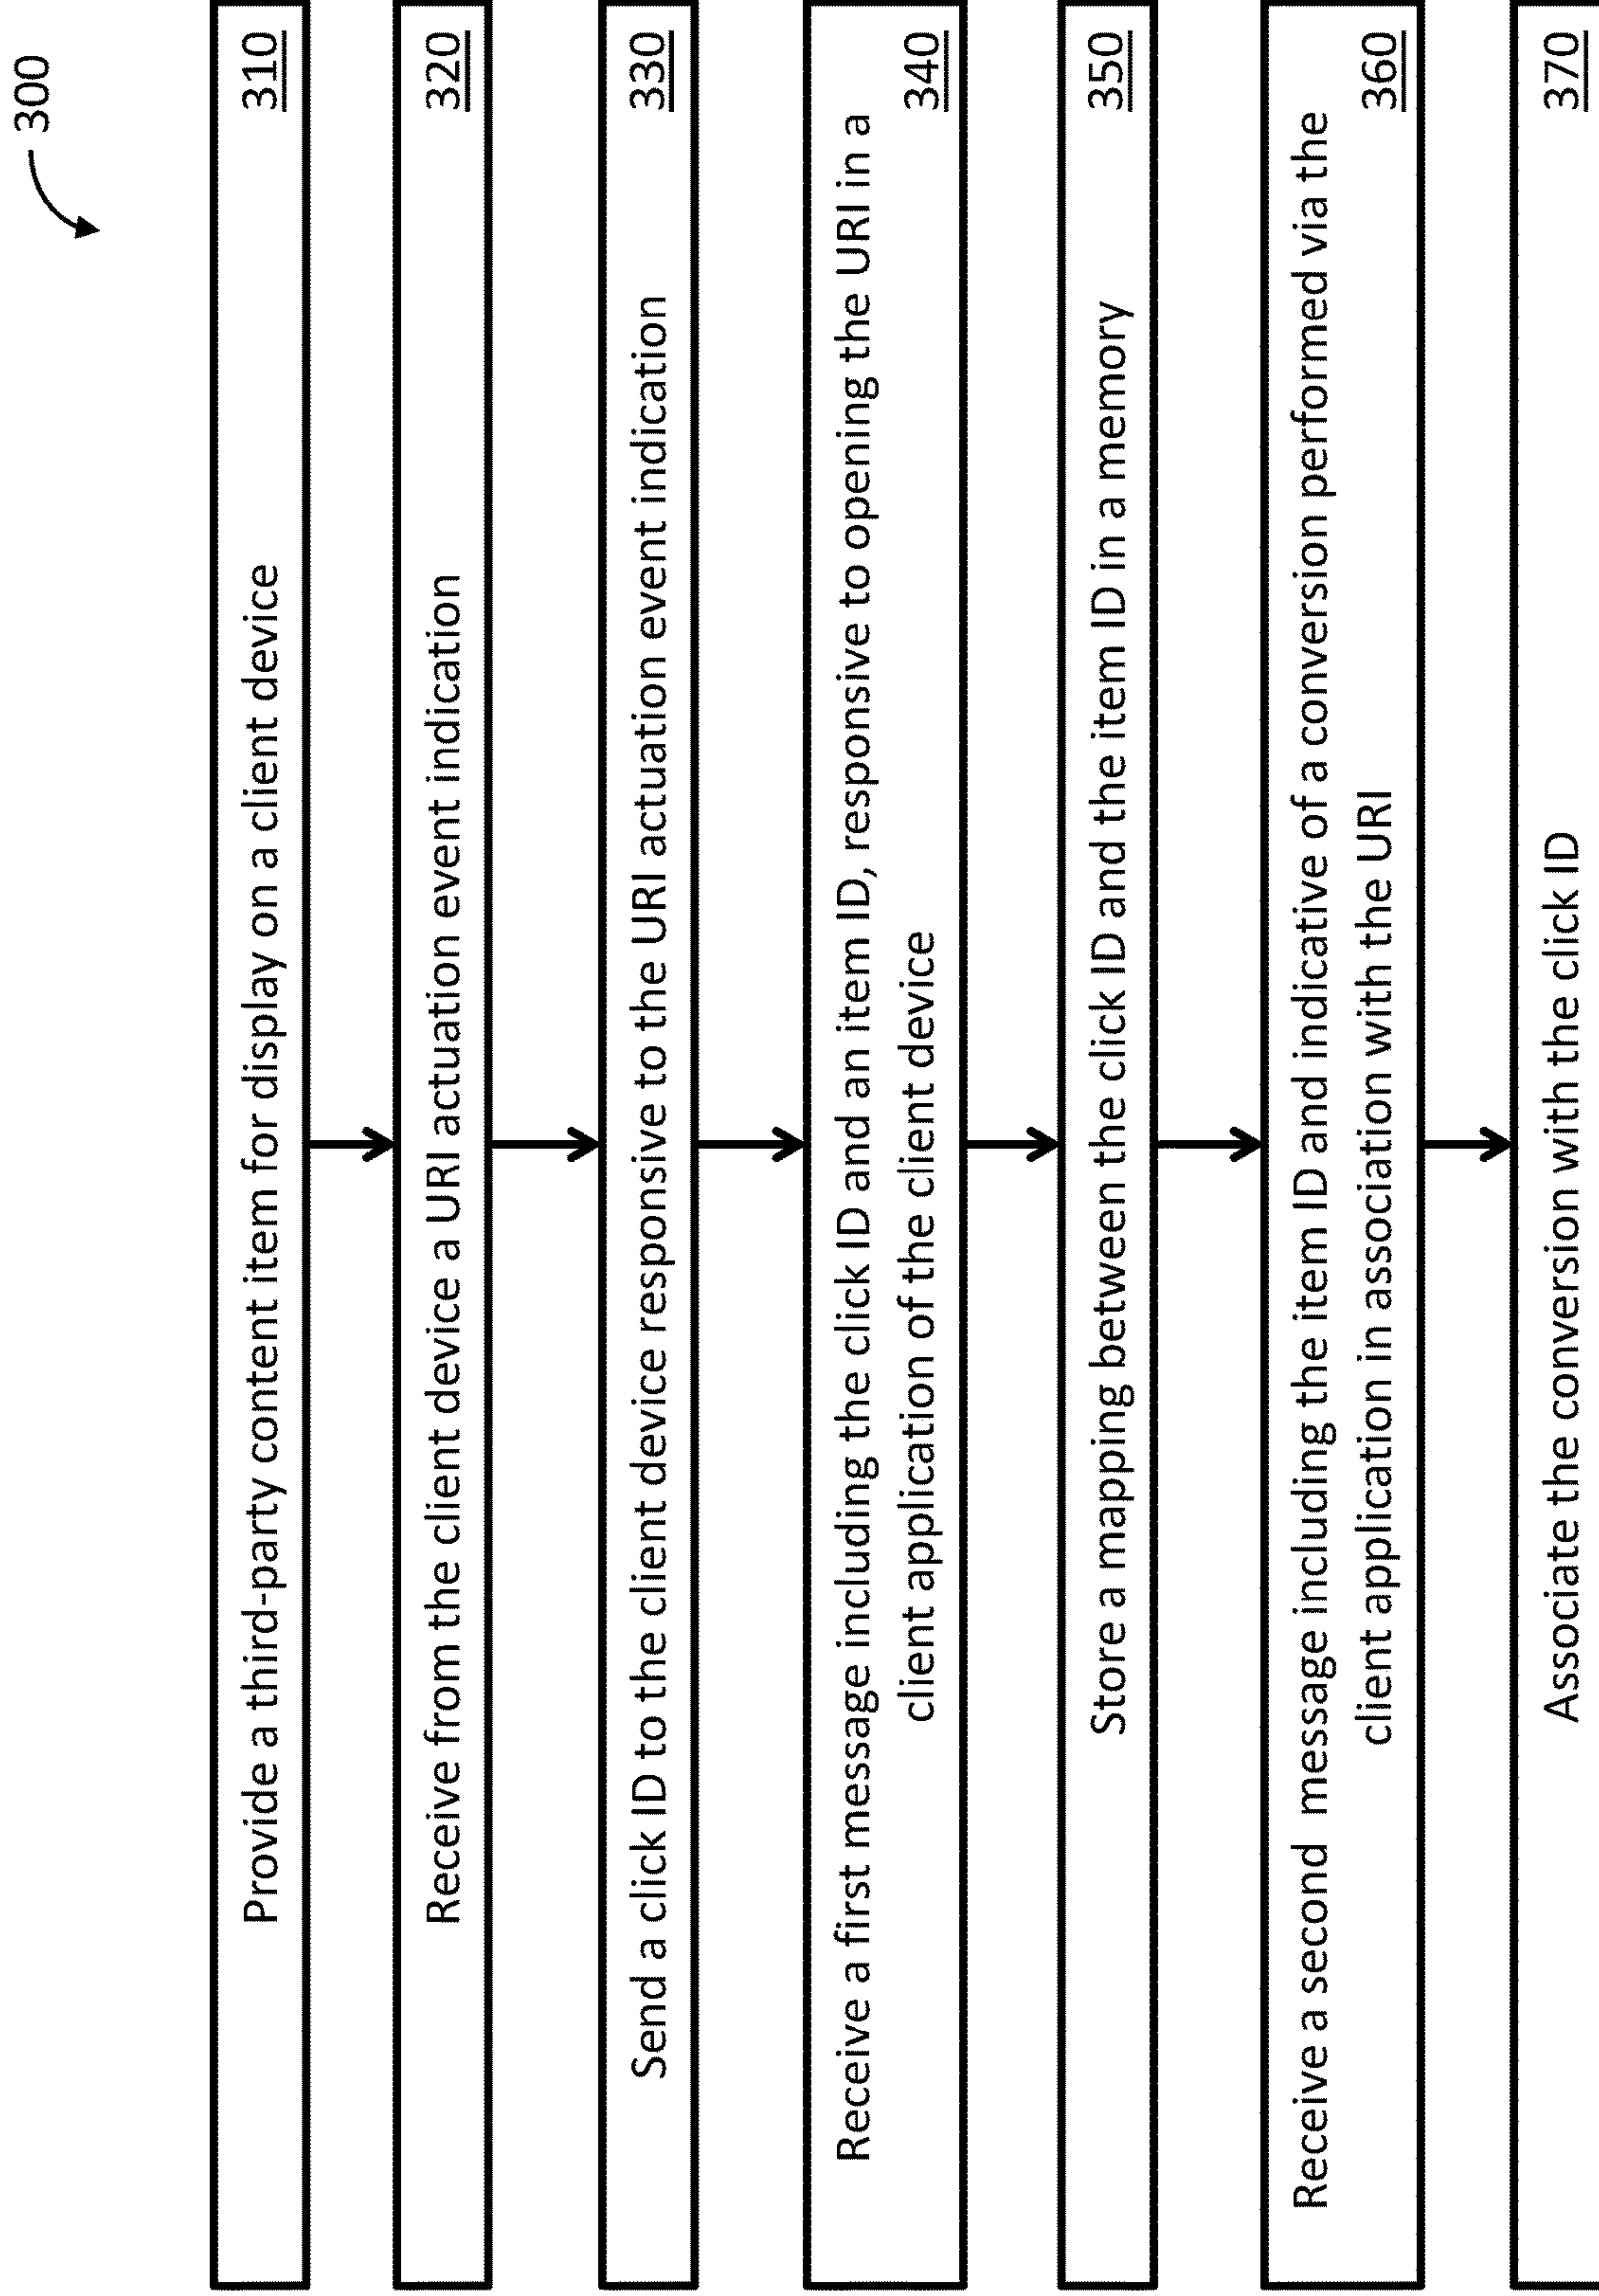 300
Provide a third-party content item for display on a client device
310
Receive from the client device a URI actuation event indication
320
Send a click ID to the client device responsive to the URI actuation event indication
330
Receive a first message including the click ID and an item ID, responsive to opening the URI in a
client application of the client device
340
Store a mapping between the click ID and the item ID in a memory
350
Receive a second message including the item ID and indicative of a conversion performed via the
client application in association with the URI
360
Associate the conversion with the click ID
370